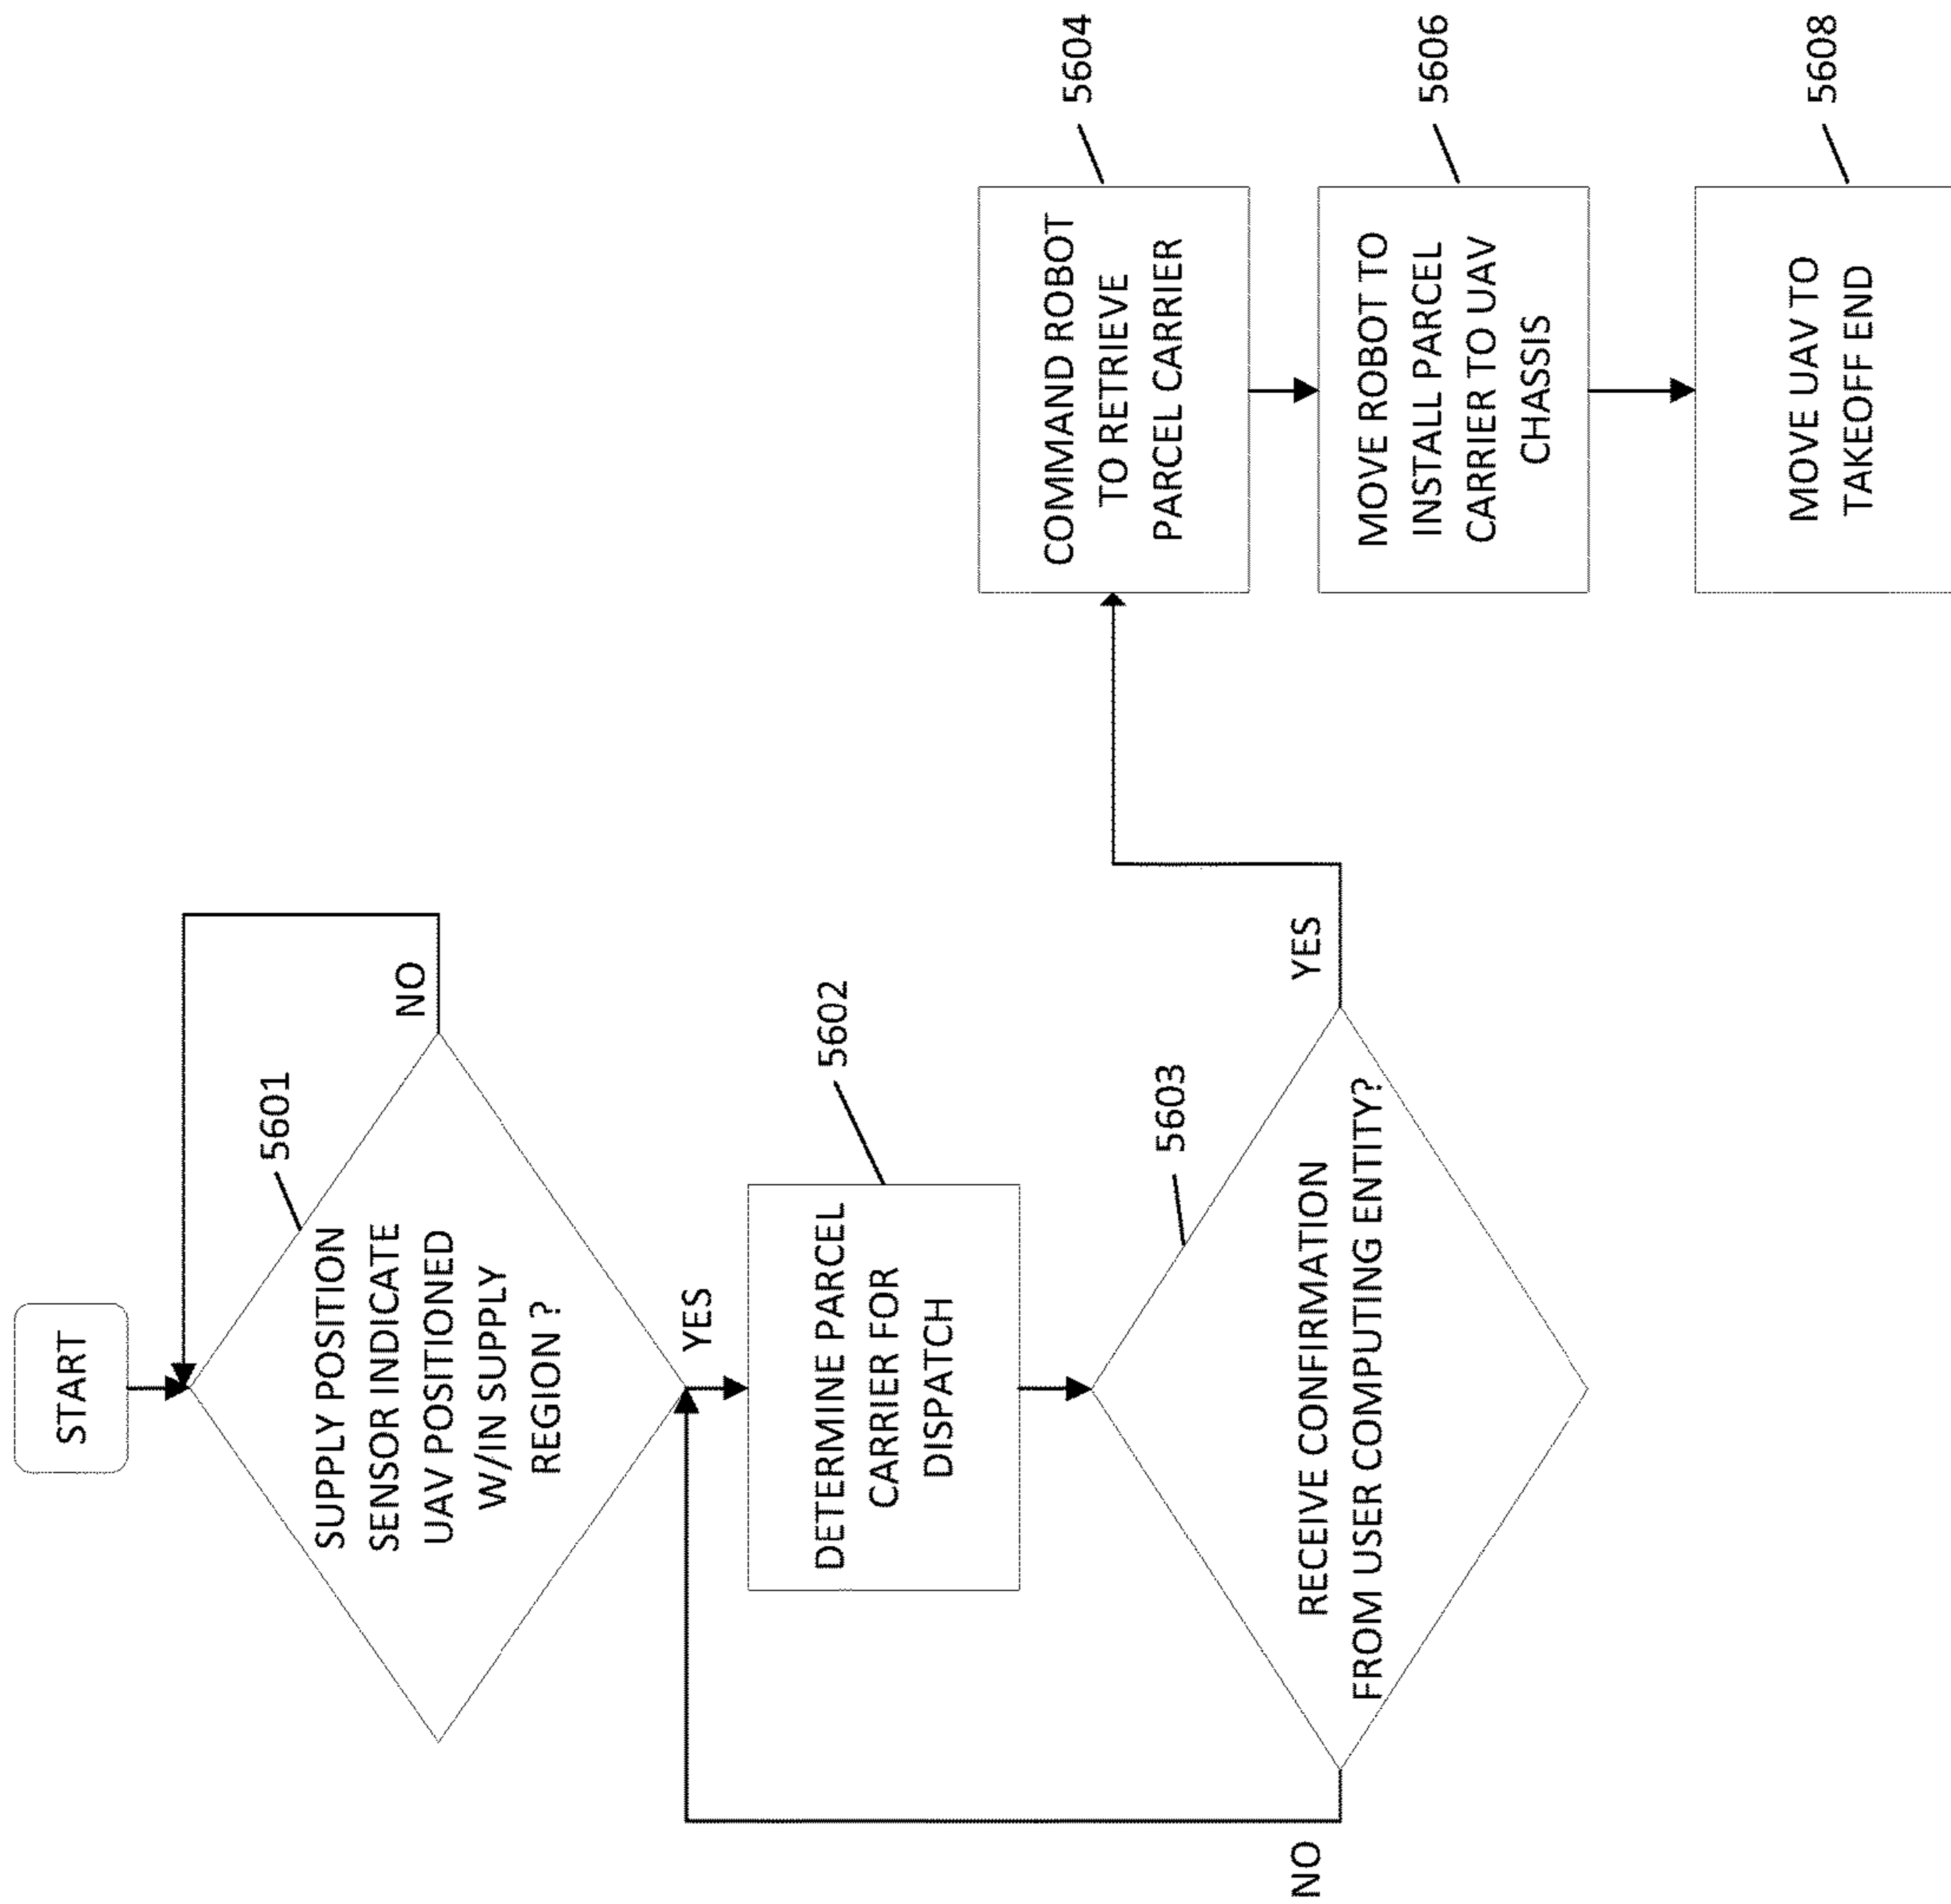 START
SUPPLY POSITION
SENSOR INDICATE
UAV POSITIONED
W/IN SUPPLY
REGION ?
5601
NO
YES
DETERMINE PARCEL
CARRIER FOR
DISPATCH
5602
RECEIVE CONFIRMATION
FROM USER COMPUTING ENTITY?
5603
NO
YES
COMMAND ROBOT
TO RETRIEVE
PARCEL CARRIER
5604
MOVE ROBOT TO
INSTALL PARCEL
CARRIER TO UAV
CHASSIS
5606
MOVE UAV TO
TAKEOFF END
5608